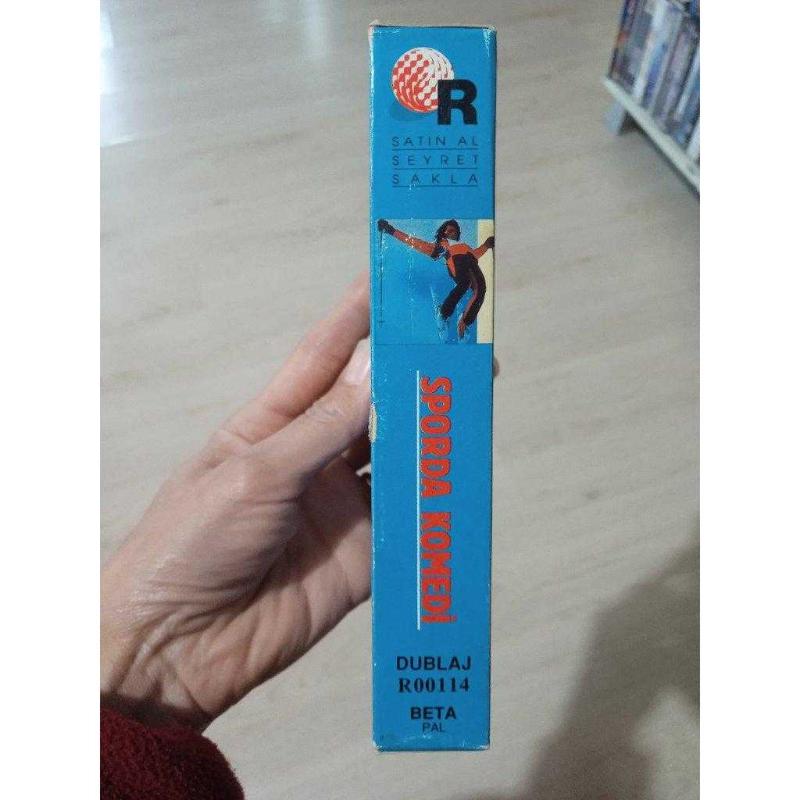 R
SATIN AL
SEYRET
SAKLA
SPORDA KOMEDİ
DUBLAJ
R00114
BETA
PAL